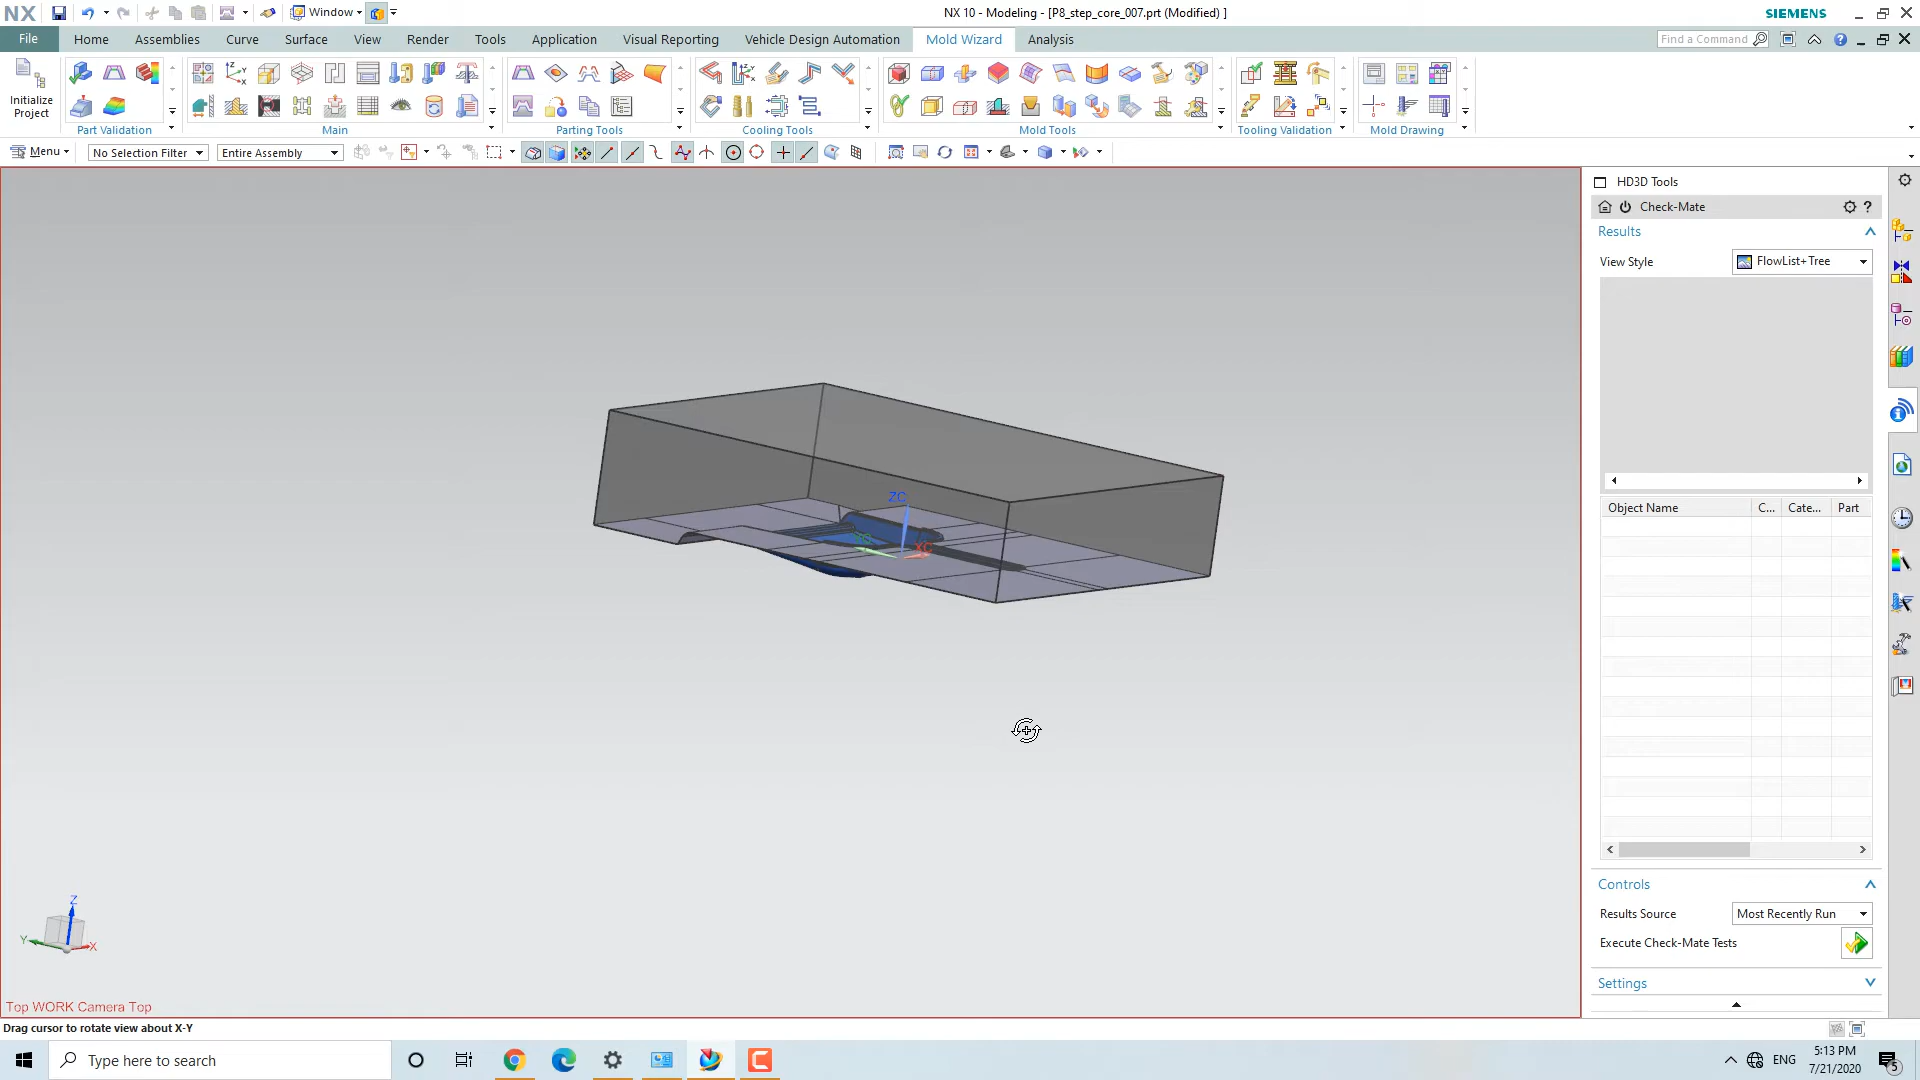 NX
Window
NX 10 - Modeling - [P8_step_core_007.prt (Modified) ]
SIEMENS
File
Home
Assemblies
Curve
Surface
View
Render
Tools
Application
Visual Reporting
Vehicle Design Automation
Mold Wizard
Analysis
Find a Command
Initialize
Project
Part Validation
Main
Parting Tools
Cooling Tools
Mold Tools
Tooling Validation
Mold Drawing
Menu
No Selection Filter
Entire Assembly
HD3D Tools
Check-Mate
Results
View Style
FlowList+Tree
Object Name
C...
Cate...
Part
ZC
XC
Z
Y
X
Controls
Results Source
Most Recently Run
Execute Check-Mate Tests
Settings
Top WORK Camera Top
Drag cursor to rotate view about X-Y
Type here to search
ENG
5:13 PM
7/21/2020
5